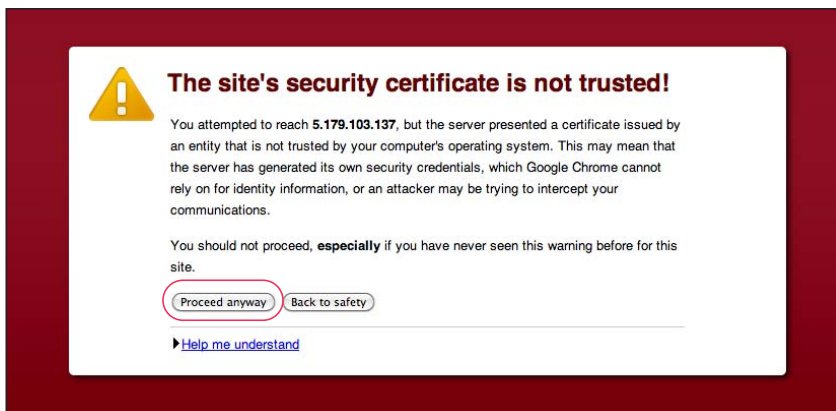 The site's security certificate is not trusted!
You attempted to reach 5.179.103.137, but the server presented a certificate issued by
an entity that is not trusted by your computer's operating system. This may mean that
the server has generated its own security credentials, which Google Chrome cannot
rely on for identity information, or an attacker may be trying to intercept your
communications.
You should not proceed, especially if you have never seen this warning before for this
site.
Proceed anyway Back to safety
Help me understand